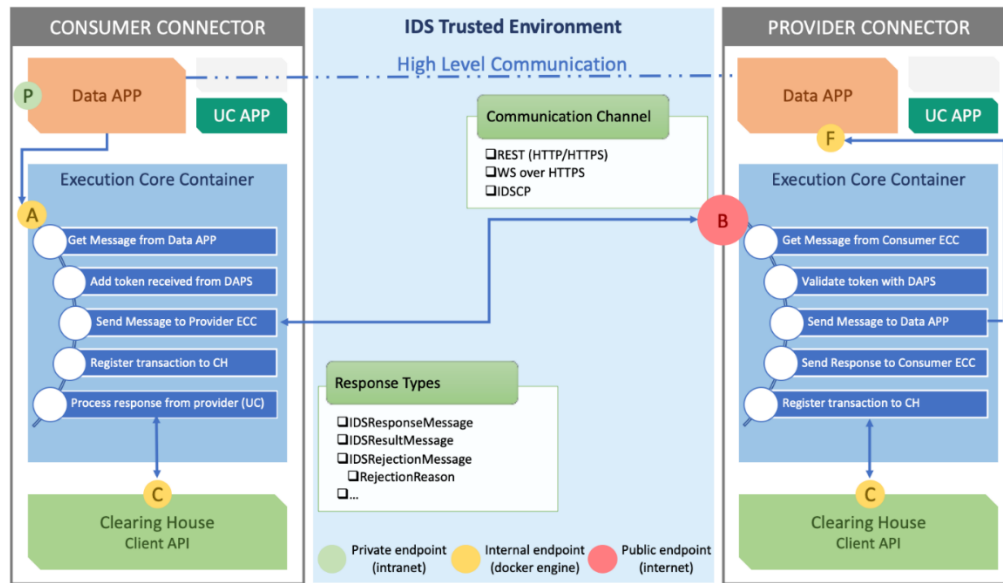 CONSUMER CONNECTOR
Data APP
P
UC APP
Execution Core Container
A
Get Message from Data APP
Add token received from DAPS
Send Message to Provider ECC
Register transaction to CH
Process response from provider (UC)
C
Clearing House
Client API
IDS Trusted Environment
High Level Communication
Communication Channel
REST (HTTP/HTTPS)
WS over HTTPS
IDSCP
Response Types
IDSResponseMessage
IDSResultMessage
IDSRejectionMessage
RejectionReason
...
Private endpoint
(intranet)
Internal endpoint
(docker engine)
Public endpoint
(internet)
PROVIDER CONNECTOR
Data APP
UC APP
F
Execution Core Container
B
Get Message from Consumer ECC
Validate token with DAPS
Send Message to Data APP
Send Response to Consumer ECC
Register transaction to CH
C
Clearing House
Client API